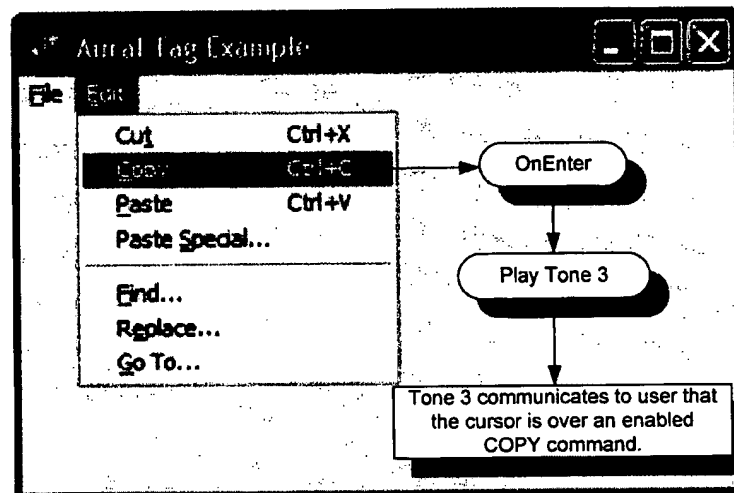 Aural Tag Example
File Edit
Cut Ctrl+X
Copy Ctrl+C
Paste Ctrl+V
Paste Special...
Find...
Replace...
Go To...
OnEnter
Play Tone 3
Tone 3 communicates to user that
the cursor is over an enabled
COPY command.